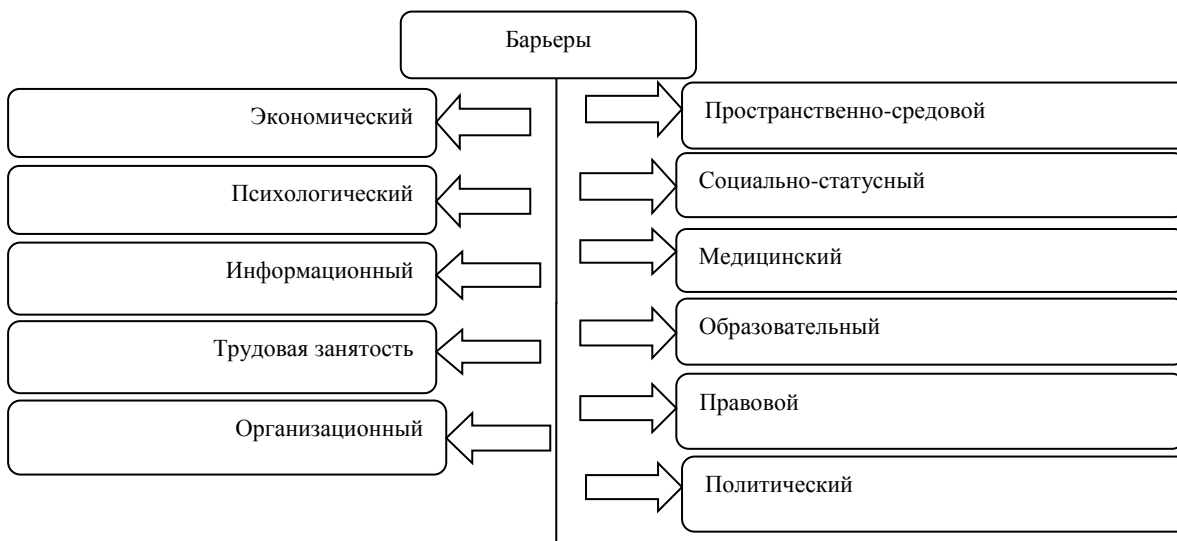 Барьеры
Экономический
Психологический
Информационный
Трудовая занятость
Организационный
Пространственно-средовой
Социально-статусный
Медицинский
Образовательный
Правовой
Политический